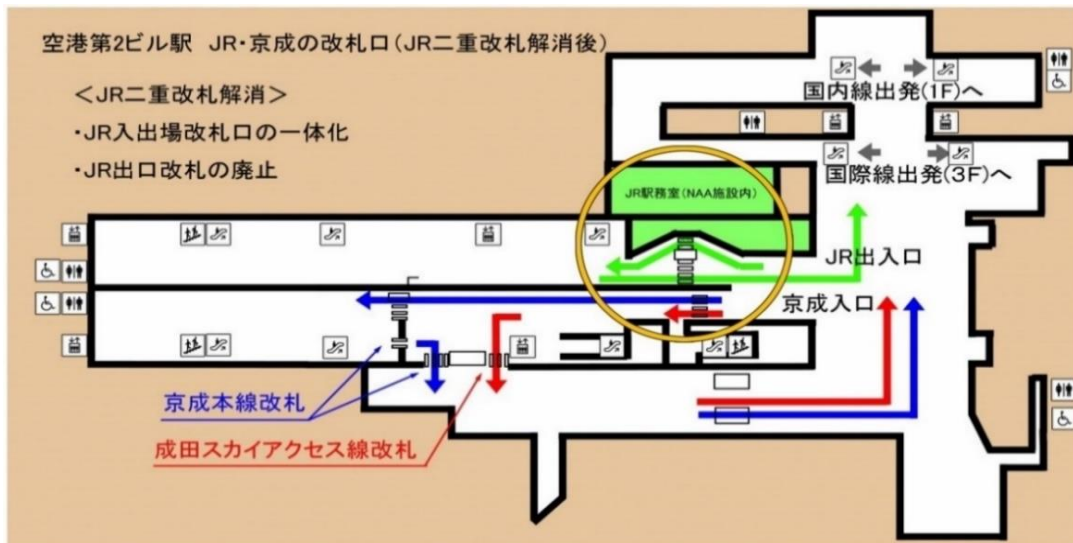 空港第2ビル駅 JR・京成の改札口(JR二重改札解消後)
<JR二重改札解消>
・JR入出場改札口の一体化
・JR出口改札の廃止
国内線出発(1F)へ
国際線出発(3F)へ
JR駅務室(NAA施設内)
JR出入口
京成入口
京成本線改札
成田スカイアクセス線改札